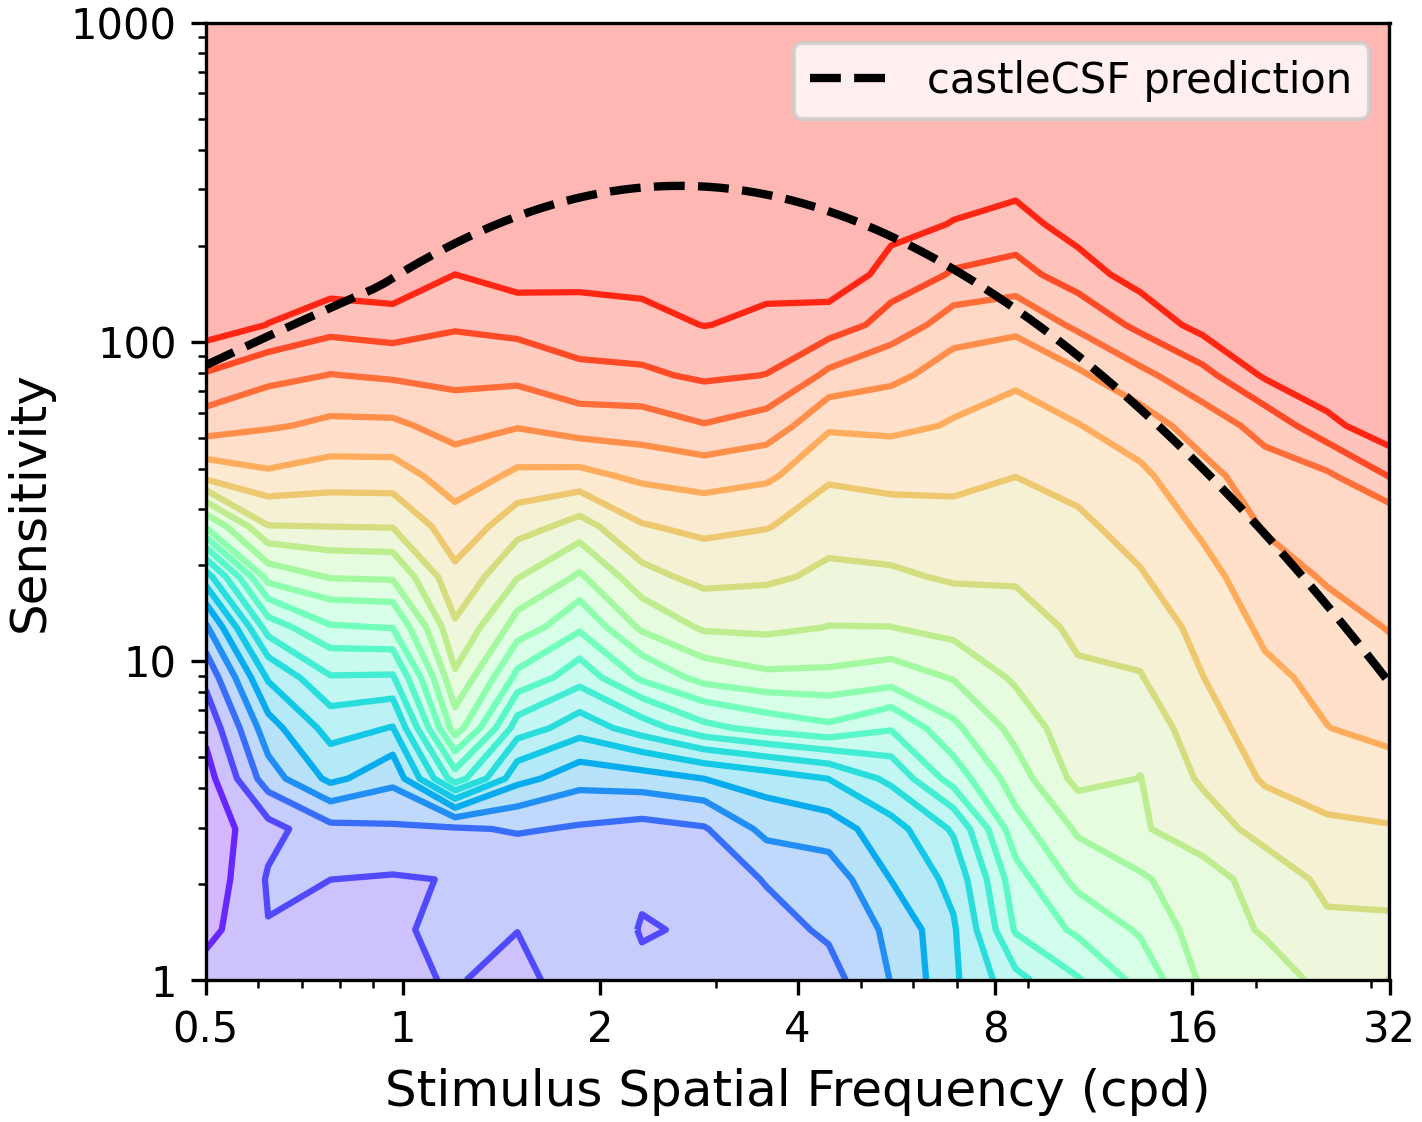 1000
100
10
1
Sensitivity
castleCSF prediction
0.5 1 2 4 8 16 32
Stimulus Spatial Frequency (cpd)